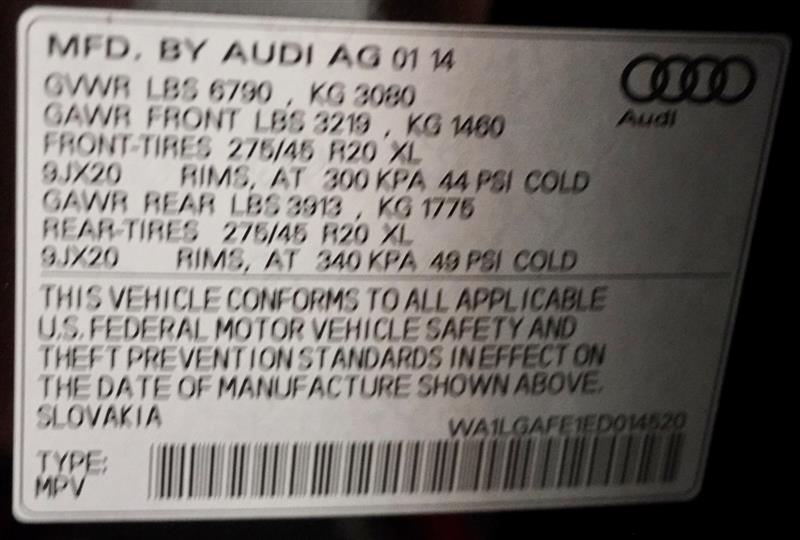 MFD. BY AUDI AG 01 14
GVWR LBS 6790 , KG 3080
GAWR FRONT LBS 3219 , KG 1460
FRONT-TIRES 275/45 R20 XL
9JX20 RIMS, AT 300 KPA 44 PSI COLD
GAWR REAR LBS 3913 , KG 1775
REAR-TIRES 275/45 R20 XL
9JX20 RIMS, AT 340 KPA 49 PSI COLD
Audi
THIS VEHICLE CONFORMS TO ALL APPLICABLE
U.S. FEDERAL MOTOR VEHICLE SAFETY AND
THEFT PREVENTION STANDARDS IN EFFECT ON
THE DATE OF MANUFACTURE SHOWN ABOVE.
SLOVAKIA
WA1LGAFE1ED014520
TYPE:
MPV